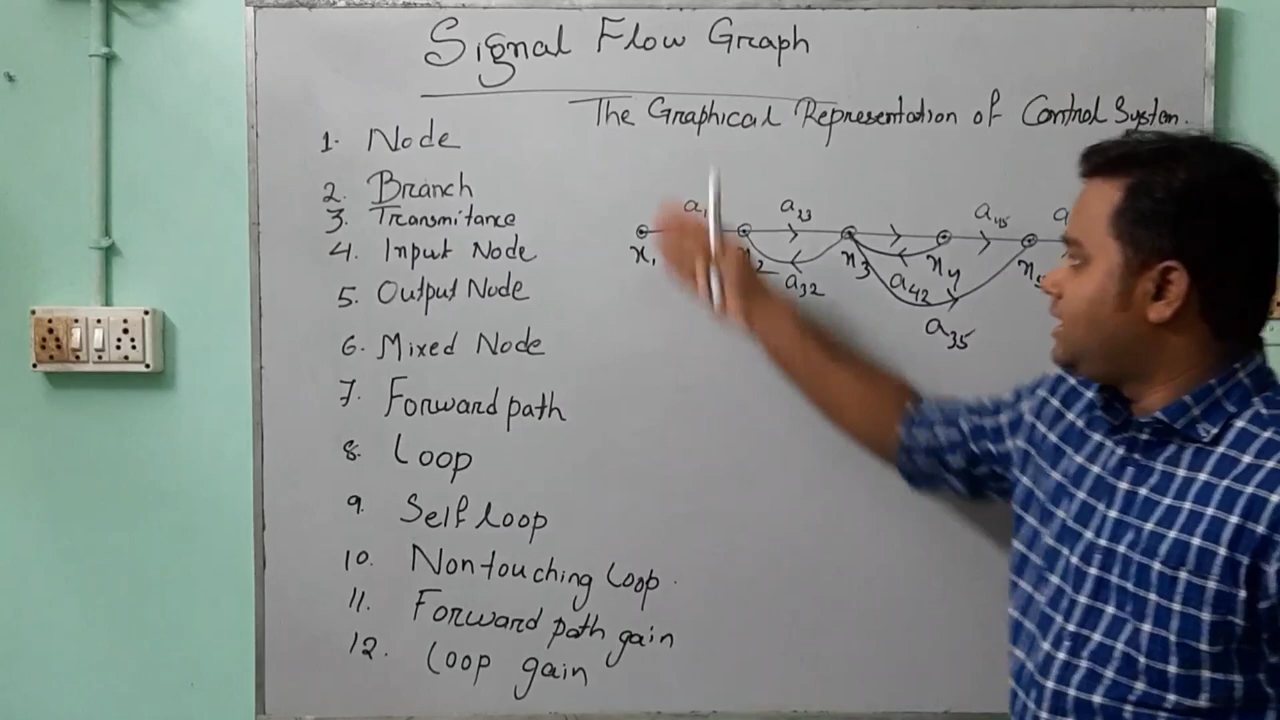 Signal Flow Graph
The Graphical Representation of Control System.
1. Node
2. Branch
3. Transmitance
4. Input Node
5. Output Node
6. Mixed Node
7. Forward path
8. Loop
9. Self loop
10. Nontouching loop.
11. Forward path gain
12. Loop gain
a23 a45
x1 x2 x3 x4 x5
a32 a42
a35